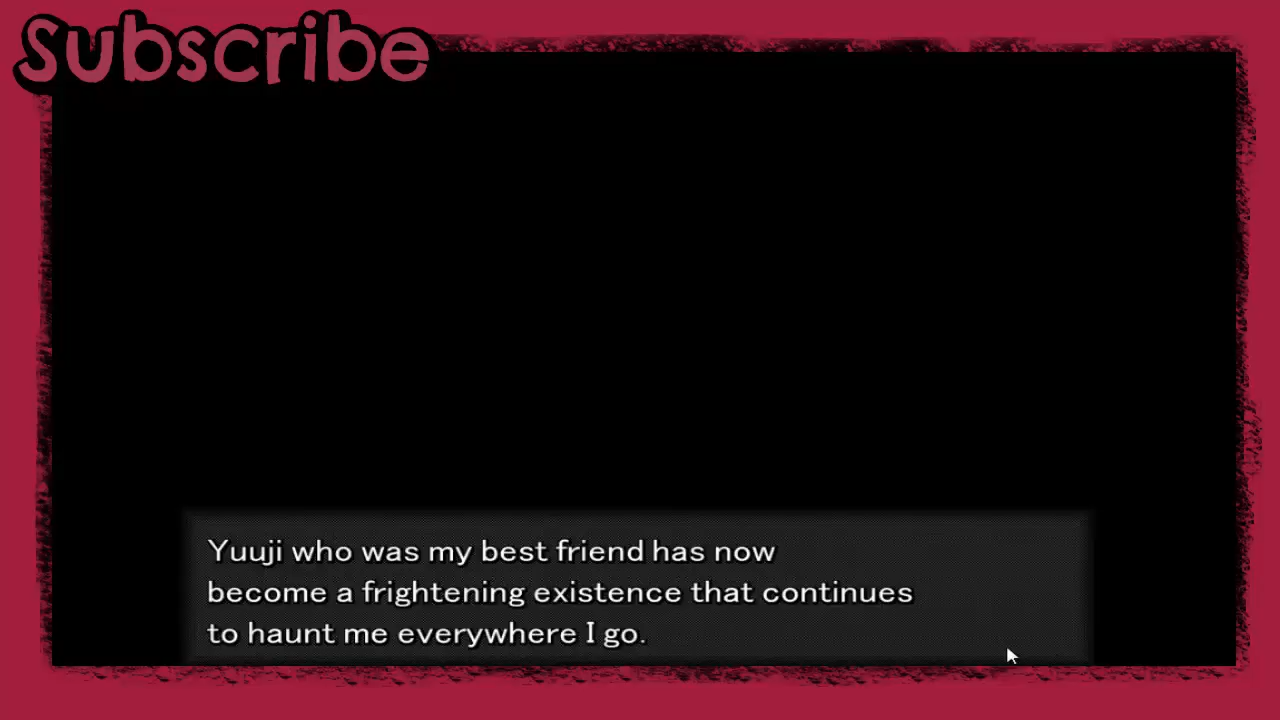 Subscribe
Yuuji who was my best friend has now
become a frightening existence that continues
to haunt me everywhere I go.